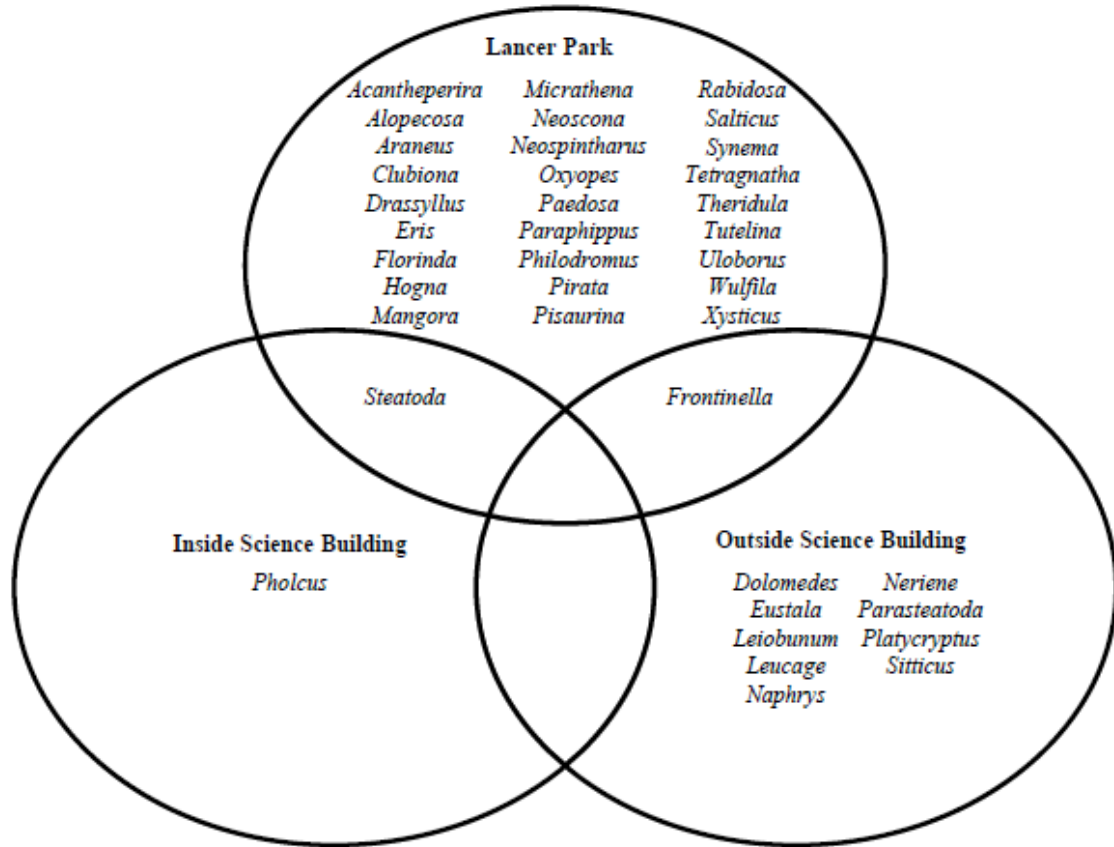 Lancer Park
Acantheperira Micrathena Rabidosa
Alopecosa Neoscona Salticus
Araneus Neospintharus Synema
Clubiona Oxyopes Tetragnatha
Drassyllus Paedosa Theridula
Eris Paraphippus Tutelina
Florinda Philodromus Uloborus
Hogna Pirata Wulfila
Mangora Pisaurina Xysticus
Steatoda Frontinella
Inside Science Building
Pholcus
Outside Science Building
Dolomedes Neriene
Eustala Parasteatoda
Leiobunum Platycryptus
Leucage Sitticus
Naphrys